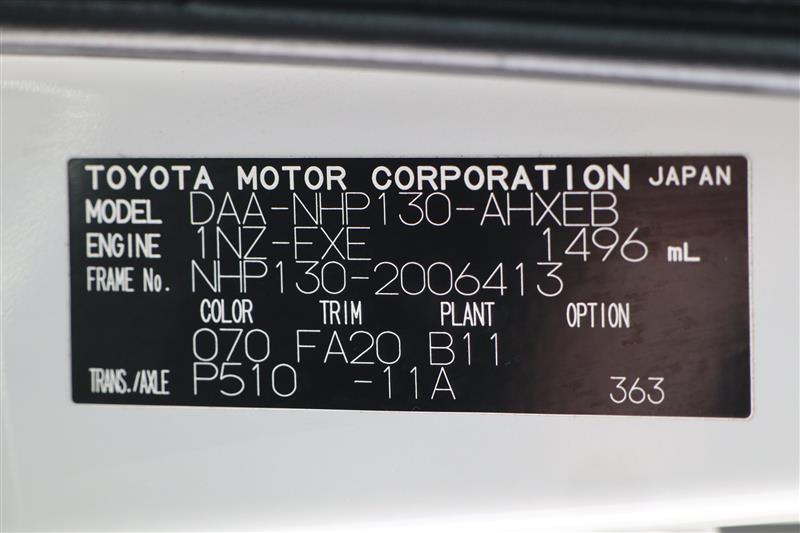 TOYOTA MOTOR CORPORATION JAPAN
MODEL DAA-NHP130-AHXEB
ENGINE 1NZ-EXE 1496 mL
FRAME No. NHP130-2006413
COLOR TRIM PLANT OPTION
070 FA20 B11
TRANS./AXLE P510 -11A 363